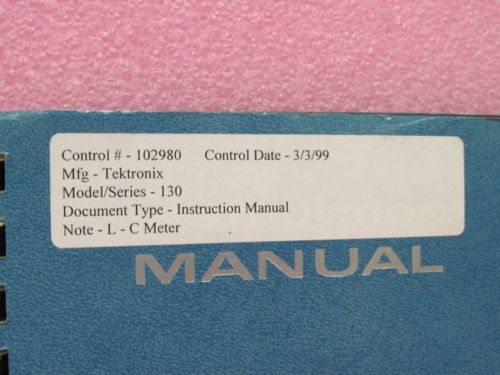 Control # - 102980 Control Date - 3/3/99
Mfg - Tektronix
Model/Series - 130
Document Type - Instruction Manual
Note - L - C Meter
MANUAL